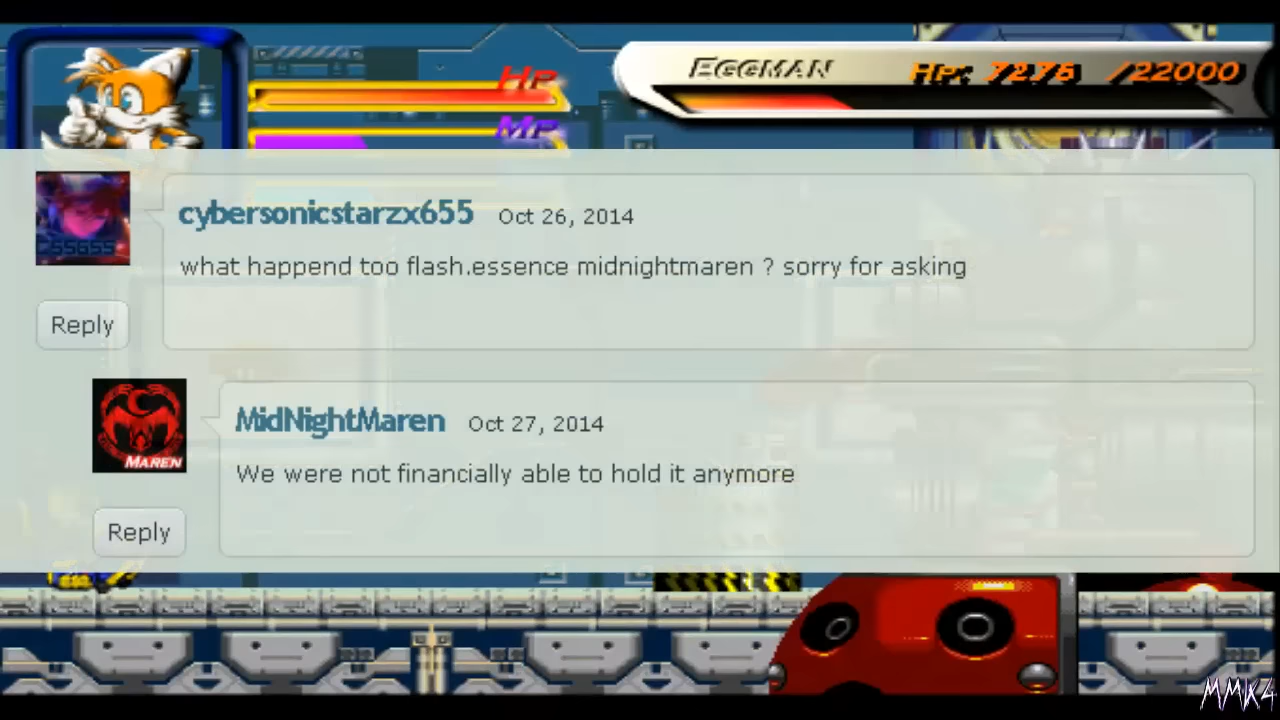 HP
EGGMAN HP: 7275 /22000
MP
cybersonicstarzx655 Oct 26, 2014
what happend too flash.essence midnightmaren ? sorry for asking
Reply
MAREN
MidNightMaren Oct 27, 2014
We were not financially able to hold it anymore
Reply
MMK4